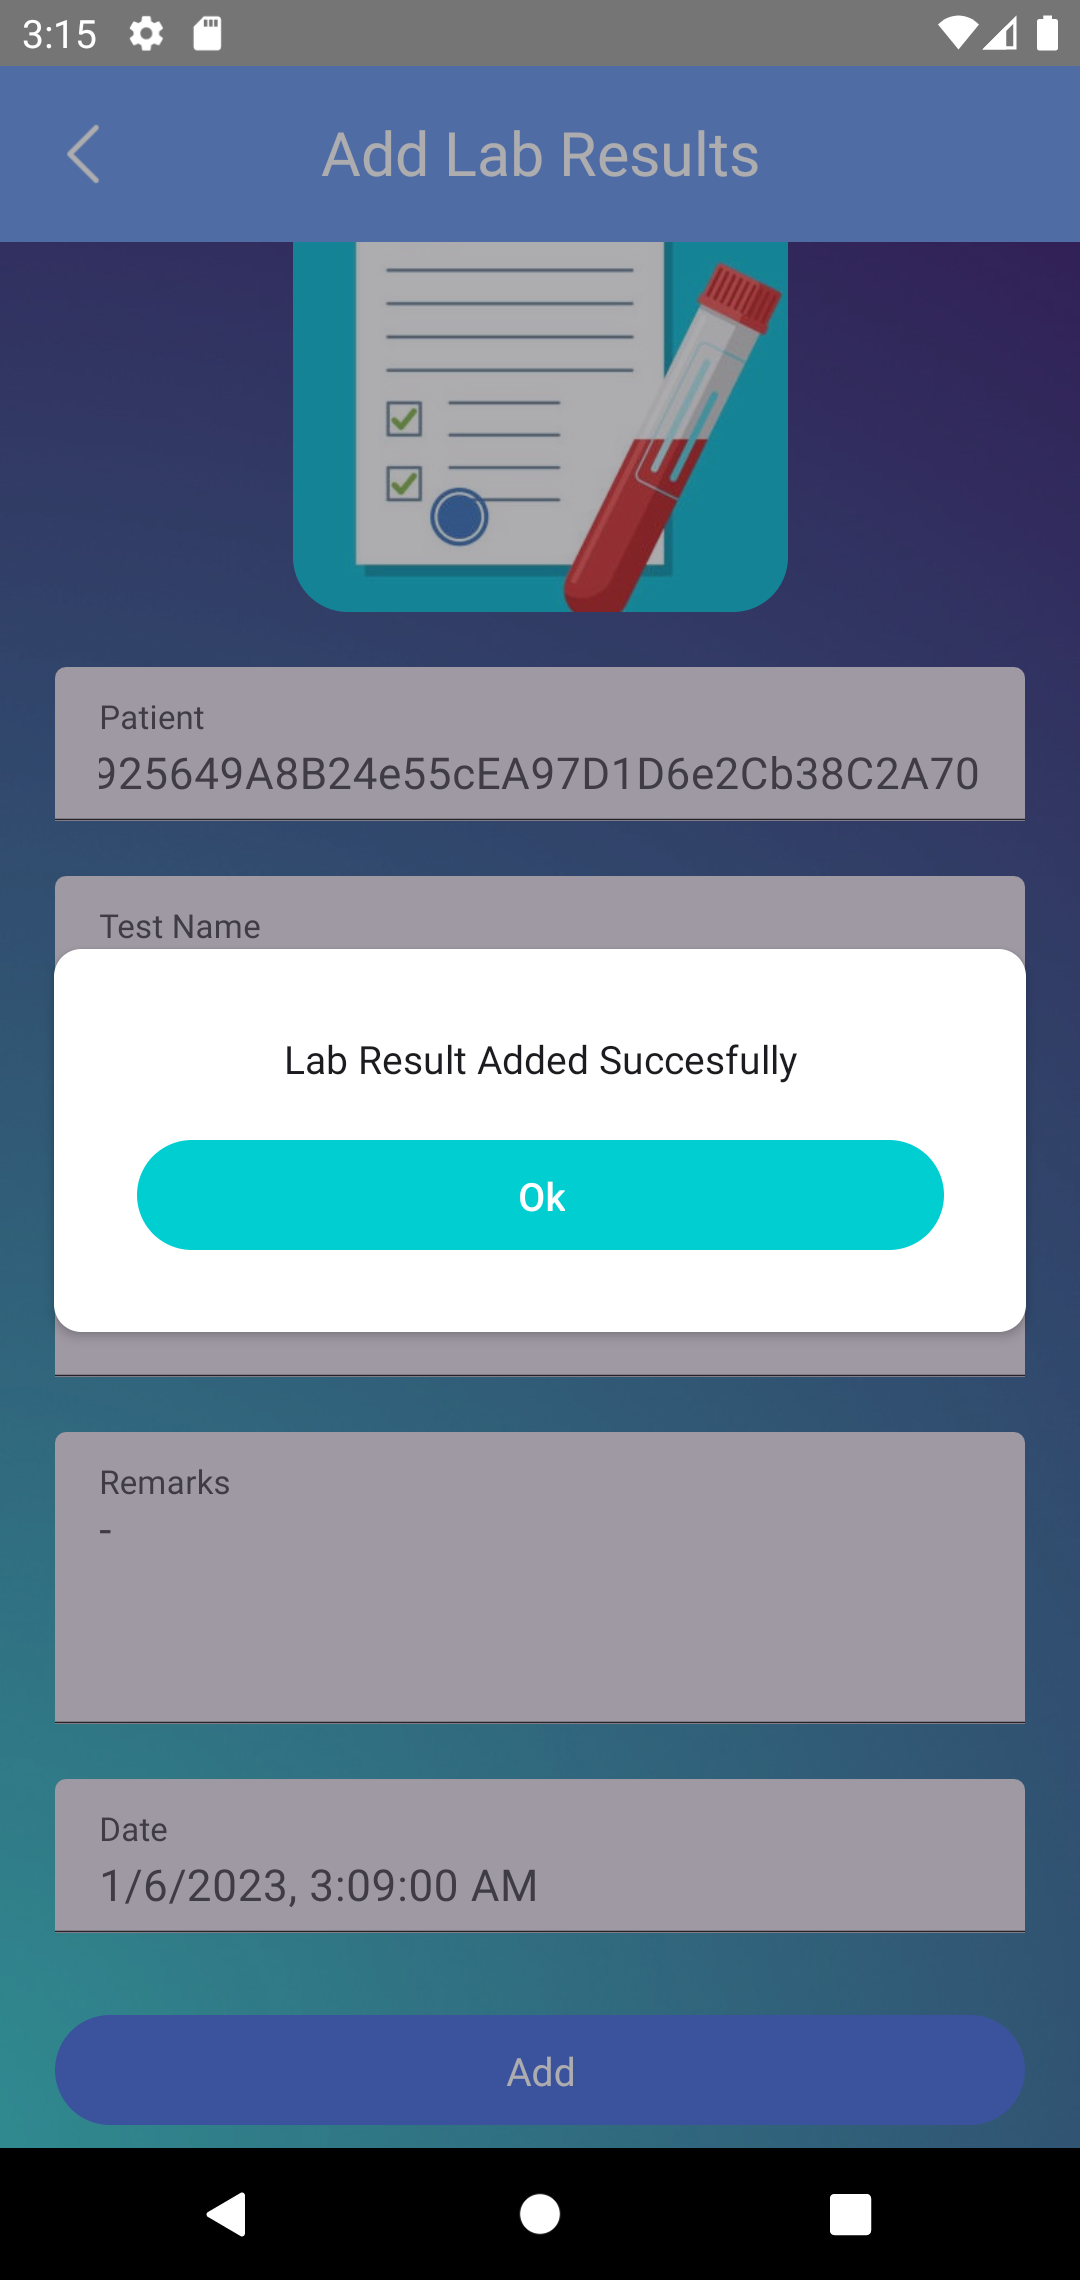 3:15
Add Lab Results
Patient
925649A8B24e55cEA97D1D6e2Cb38C2A70
Test Name
Lab Result Added Succesfully
Ok
Remarks
-
Date
1/6/2023, 3:09:00 AM
Add